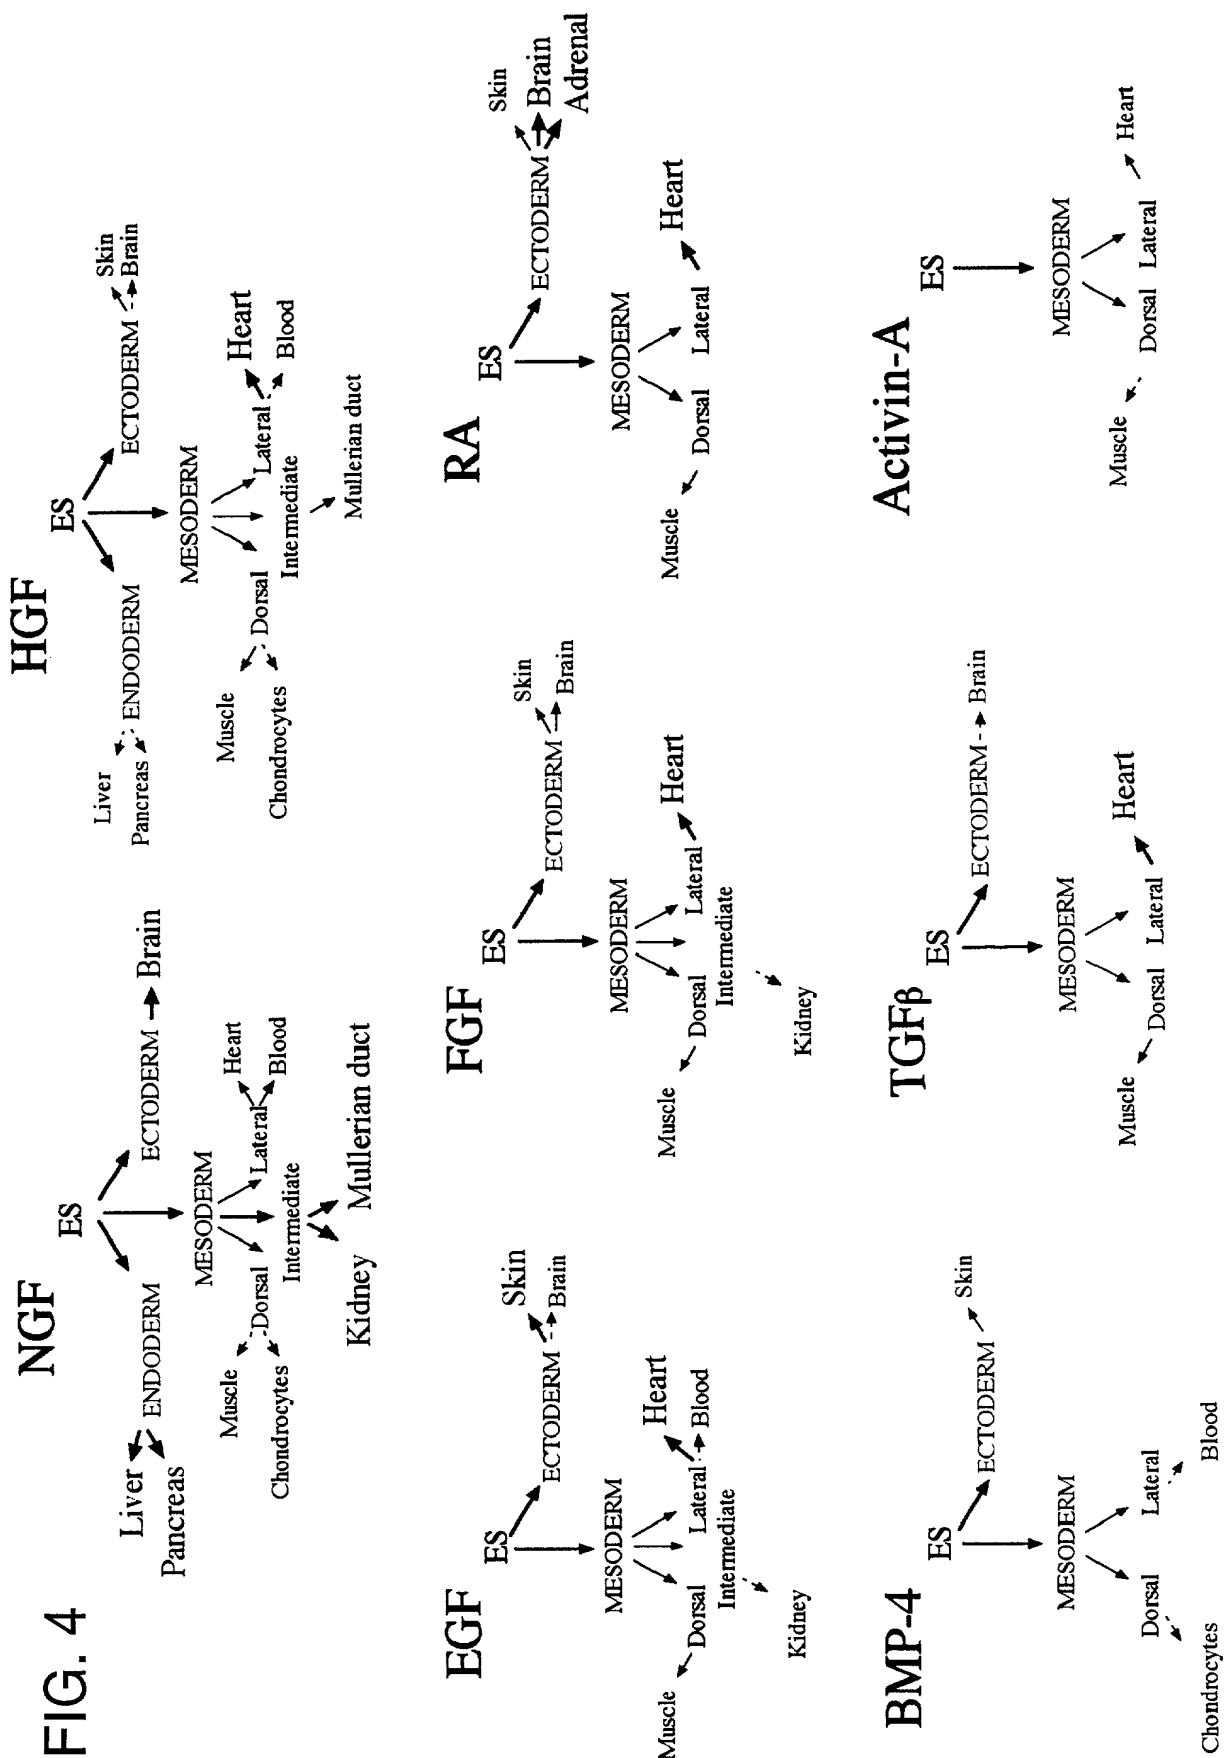 FIG. 4
NGF
ES
ENDODERM
ECTODERM
Brain
Liver
Pancreas
MESODERM
Muscle
Dorsal
Lateral
Heart
Blood
Chondrocytes
Intermediate
Kidney
Mullerian duct
HGF
ES
Liver
Pancreas
ENDODERM
ECTODERM
Skin
Brain
MESODERM
Muscle
Dorsal
Lateral
Heart
Blood
Chondrocytes
Intermediate
Mullerian duct
EGF
ES
ECTODERM
Skin
Brain
MESODERM
Muscle
Dorsal
Lateral
Heart
Blood
Intermediate
Kidney
FGF
ES
ECTODERM
Skin
Brain
MESODERM
Muscle
Dorsal
Lateral
Heart
Intermediate
Kidney
RA
ES
ECTODERM
Skin
Brain
Adrenal
MESODERM
Muscle
Dorsal
Lateral
Heart
BMP-4
ES
ECTODERM
Skin
MESODERM
Dorsal
Lateral
Chondrocytes
Blood
TGFβ
ES
ECTODERM
Brain
MESODERM
Muscle
Dorsal
Lateral
Heart
Activin-A
ES
MESODERM
Muscle
Dorsal
Lateral
Heart